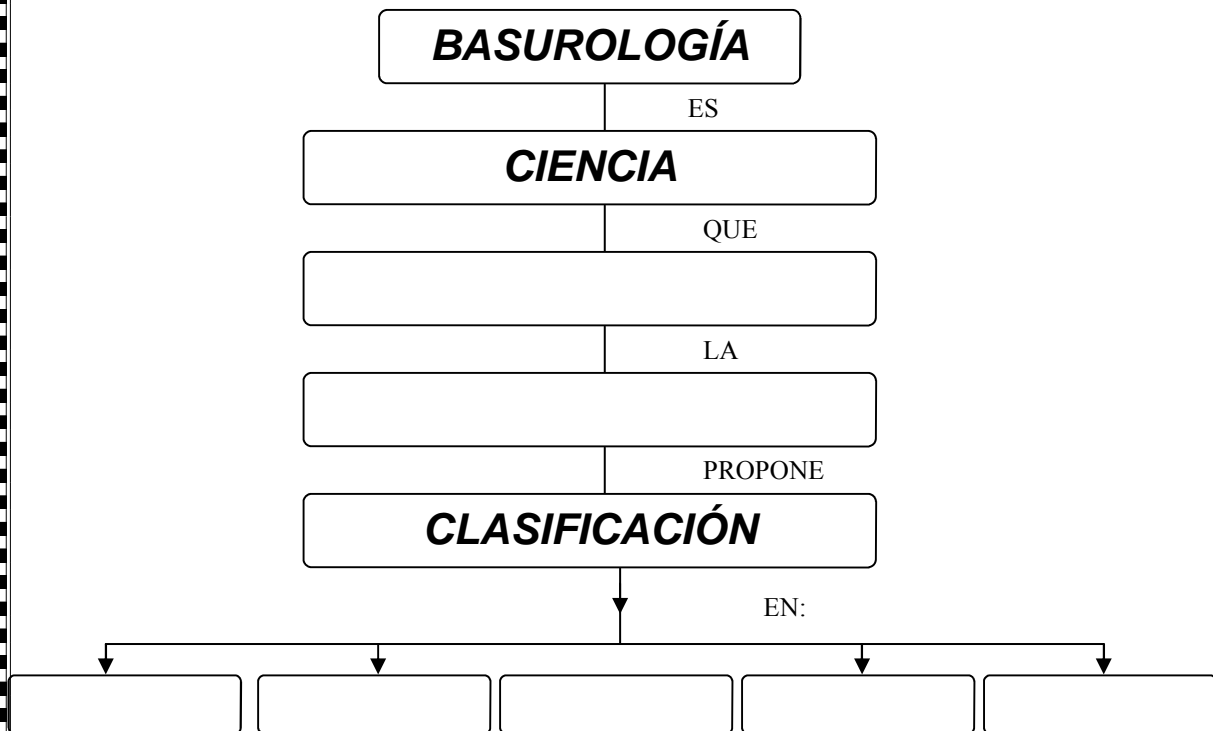 BASUROLOGÍA
ES
CIENCIA
QUE
LA
PROPONE
CLASIFICACIÓN
EN: